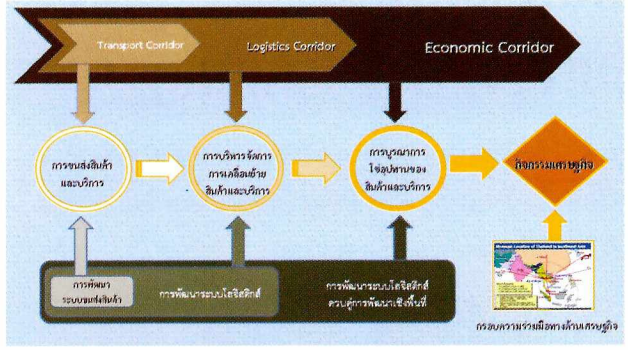 Transport Corridor
Logistics Corridor
Economic Corridor
การขนส่งสินค้า
และบริการ
การบริหารจัดการ
การเคลื่อนย้าย
สินค้าและบริการ
การบูรณาการ
โซ่อุปทานของ
สินค้าและบริการ
กิจกรรมเศรษฐกิจ
การพัฒนา
ระบบขนส่งสินค้า
การพัฒนาระบบโลจิสติกส์
การพัฒนาระบบโลจิสติกส์
ควบคู่การพัฒนาเชิงพื้นที่
กรอบความร่วมมือทางด้านเศรษฐกิจ